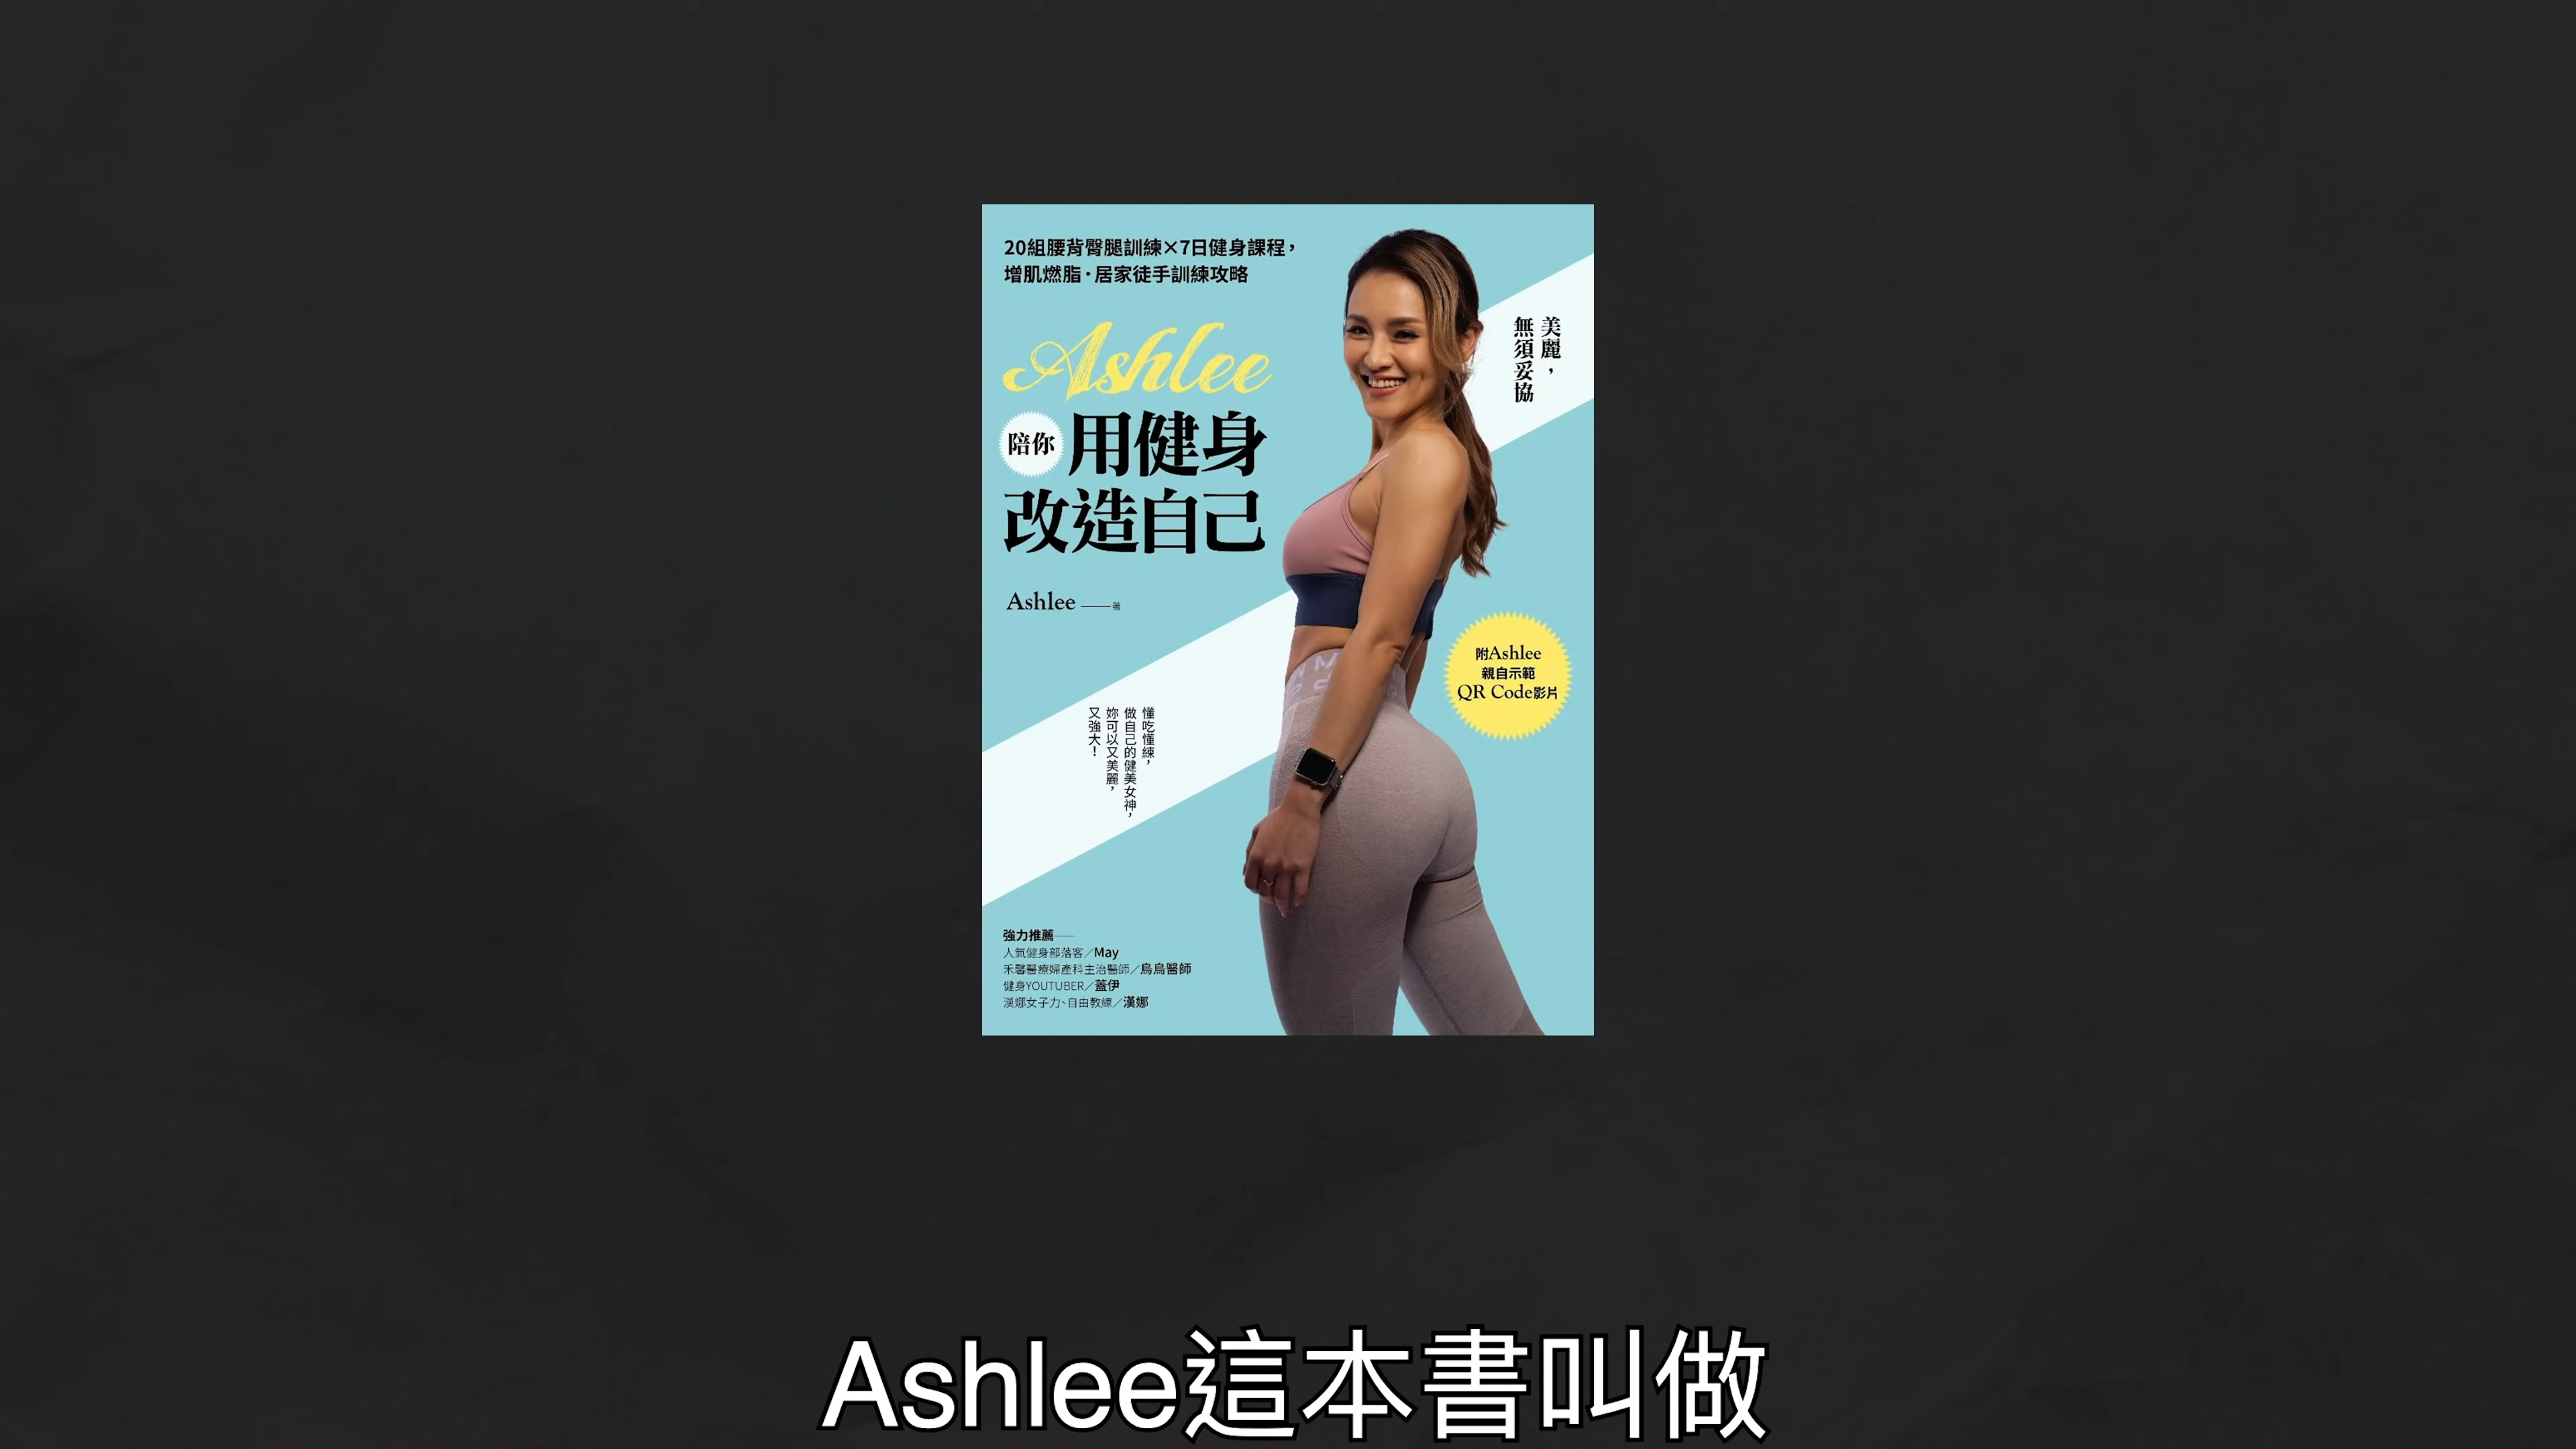 20組腰背臀腿訓練×7日健身課程，
增肌燃脂・居家徒手訓練攻略
Ashlee
陪你
用健身
改造自己
Ashlee——著
美麗，
無須妥協
附Ashlee
親自示範
QR Code影片
懂吃懂練，
做自己的健美女神，
妳可以又美麗，
又強大！
強力推薦——
人氣健身部落客／May
禾馨醫療婦產科主治醫師／烏烏醫師
健身YOUTUBER／蓋伊
漢娜女子力、自由教練／漢娜
Ashlee這本書叫做